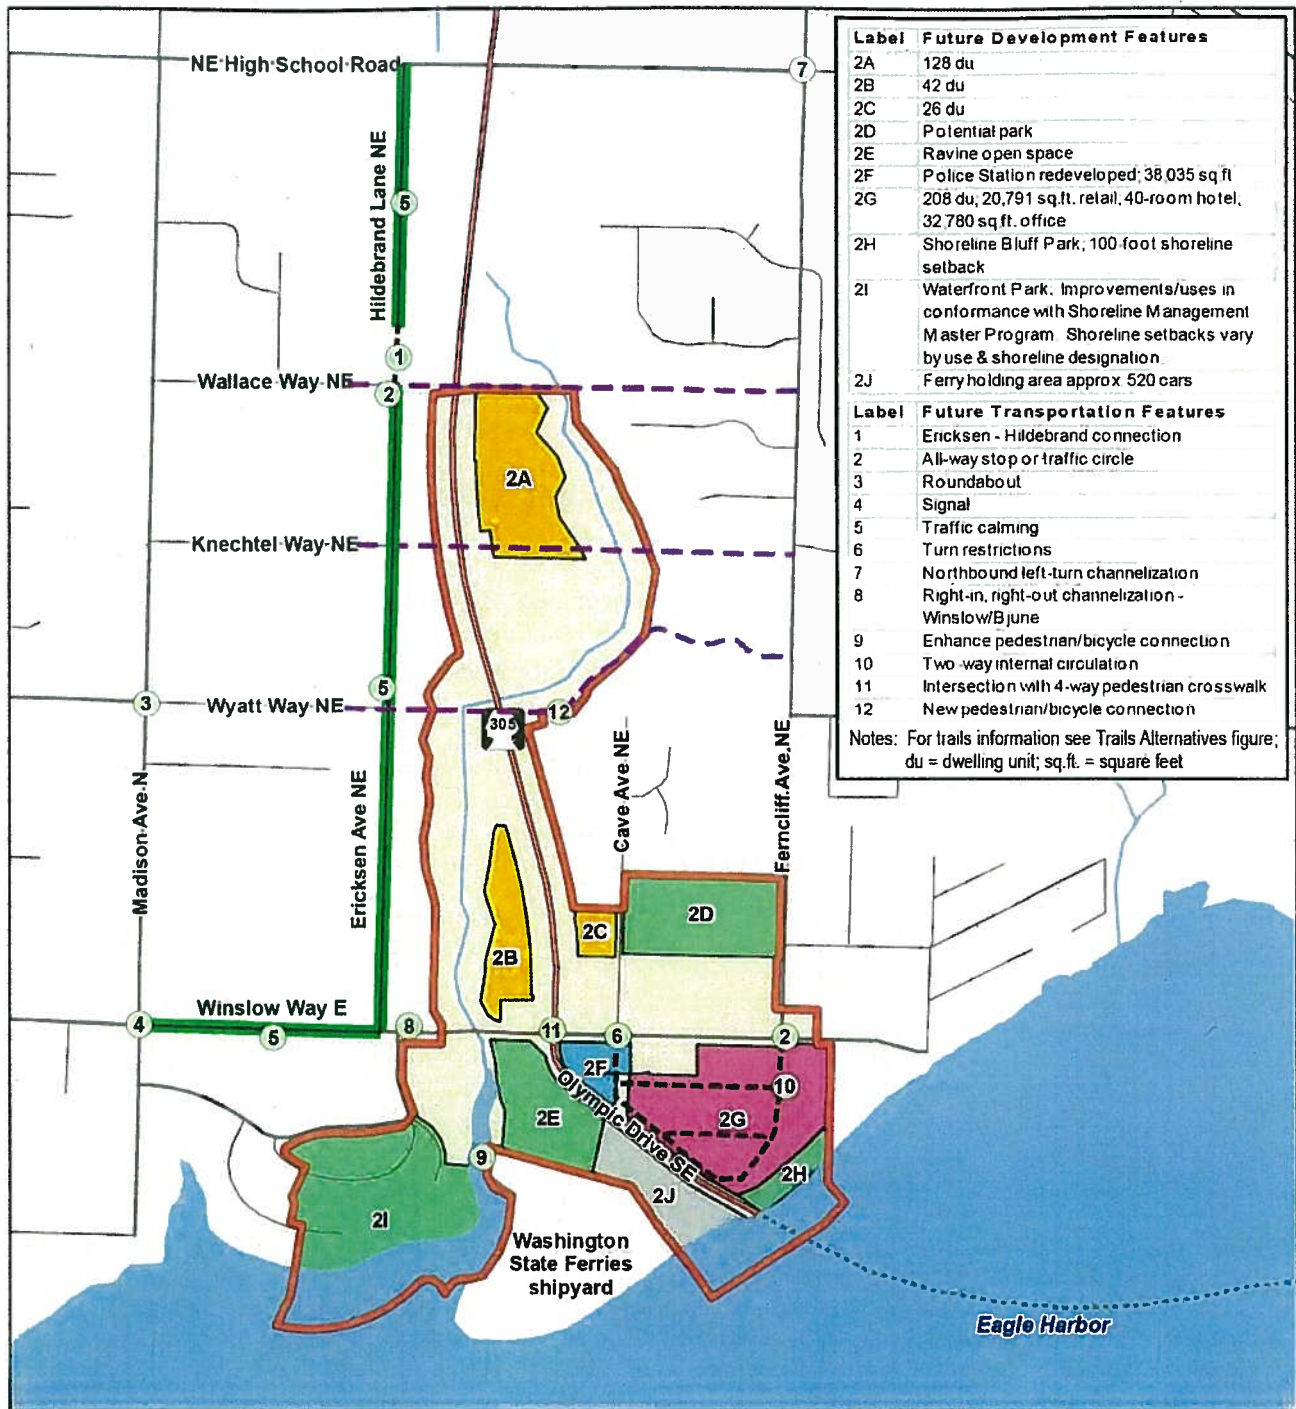 Label Future Development Features
2A 128 du
2B 42 du
2C 26 du
2D Potential park
2E Ravine open space
2F Police Station redeveloped; 38,035 sq.ft
2G 208 du; 20,791 sq.ft. retail, 40-room hotel;
32,780 sq.ft. office
2H Shoreline Bluff Park; 100-foot shoreline
setback
2I Waterfront Park. Improvements/uses in
conformance with Shoreline Management
Master Program. Shoreline setbacks vary
by use & shoreline designation.
2J Ferry holding area approx 520 cars
Label Future Transportation Features
1 Ericksen - Hildebrand connection
2 All-way stop or traffic circle
3 Roundabout
4 Signal
5 Traffic calming
6 Turn restrictions
7 Northbound left-turn channelization
8 Right-in, right-out channelization -
Winslow/Bjune
9 Enhance pedestrian/bicycle connection
10 Two-way internal circulation
11 Intersection with 4-way pedestrian crosswalk
12 New pedestrian/bicycle connection
Notes: For trails information see Trails Alternatives figure;
du = dwelling unit; sq.ft. = square feet
NE High School Road
7
Hildebrand Lane NE
5
1
Wallace Way NE
2
2A
Knechtel Way NE
5
3
Wyatt Way NE
305
12
Madison Ave N
Ericksen Ave NE
Cave Ave NE
Ferncliff Ave NE
2B
2C
2D
Winslow Way E
4
5
8
11
6
2
2F
10
2E
Olympic Drive SE
2G
9
2H
2J
2I
Washington
State Ferries
shipyard
Eagle Harbor